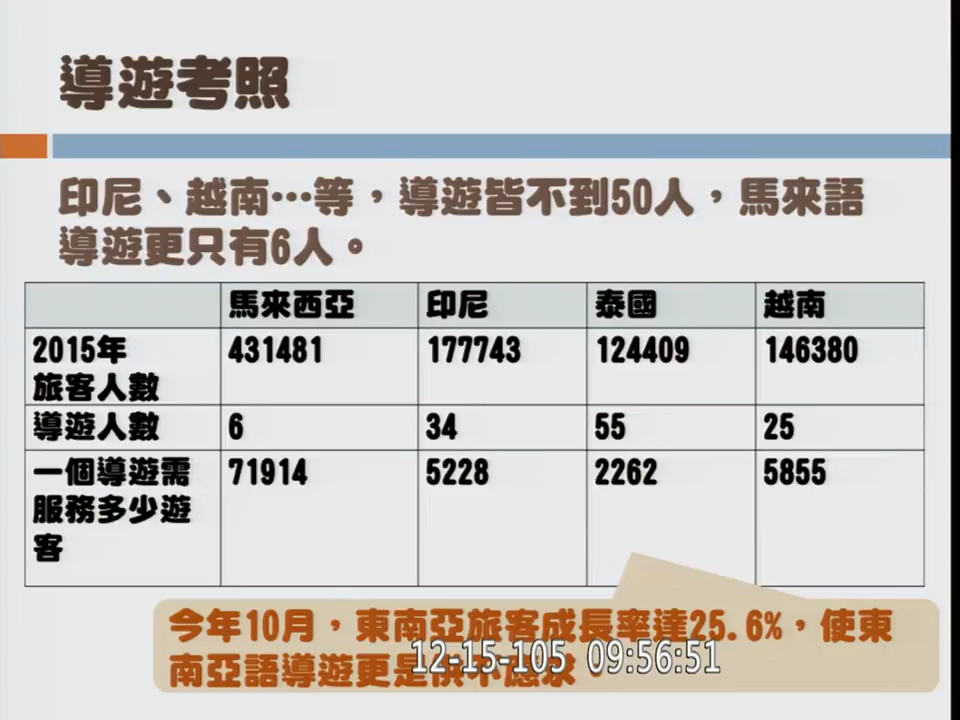 導遊考照
印尼、越南…等，導遊皆不到50人，馬來語
導遊更只有6人。
馬來西亞 印尼 泰國 越南
2015年
旅客人數 431481 177743 124409 146380
導遊人數 6 34 55 25
一個導遊需
服務多少遊
客 71914 5228 2262 5855
今年10月，東南亞旅客成長率達25.6%，使東
南亞語導遊更是供不應求。
12-15-105 09:56:51